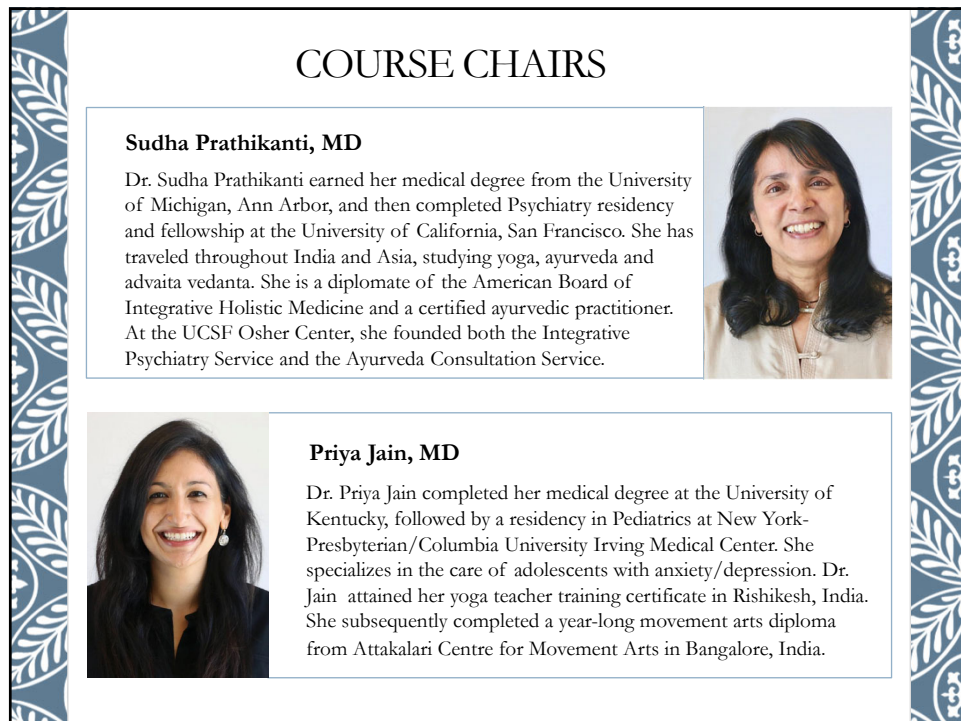 COURSE CHAIRS
Sudha Prathikanti, MD
Dr. Sudha Prathikanti earned her medical degree from the University
of Michigan, Ann Arbor, and then completed Psychiatry residency
and fellowship at the University of California, San Francisco. She has
traveled throughout India and Asia, studying yoga, ayurveda and
advaita vedanta. She is a diplomate of the American Board of
Integrative Holistic Medicine and a certified ayurvedic practitioner.
At the UCSF Osher Center, she founded both the Integrative
Psychiatry Service and the Ayurveda Consultation Service.
Priya Jain, MD
Dr. Priya Jain completed her medical degree at the University of
Kentucky, followed by a residency in Pediatrics at New York-
Presbyterian/Columbia University Irving Medical Center. She
specializes in the care of adolescents with anxiety/depression. Dr.
Jain attained her yoga teacher training certificate in Rishikesh, India.
She subsequently completed a year-long movement arts diploma
from Attakalari Centre for Movement Arts in Bangalore, India.